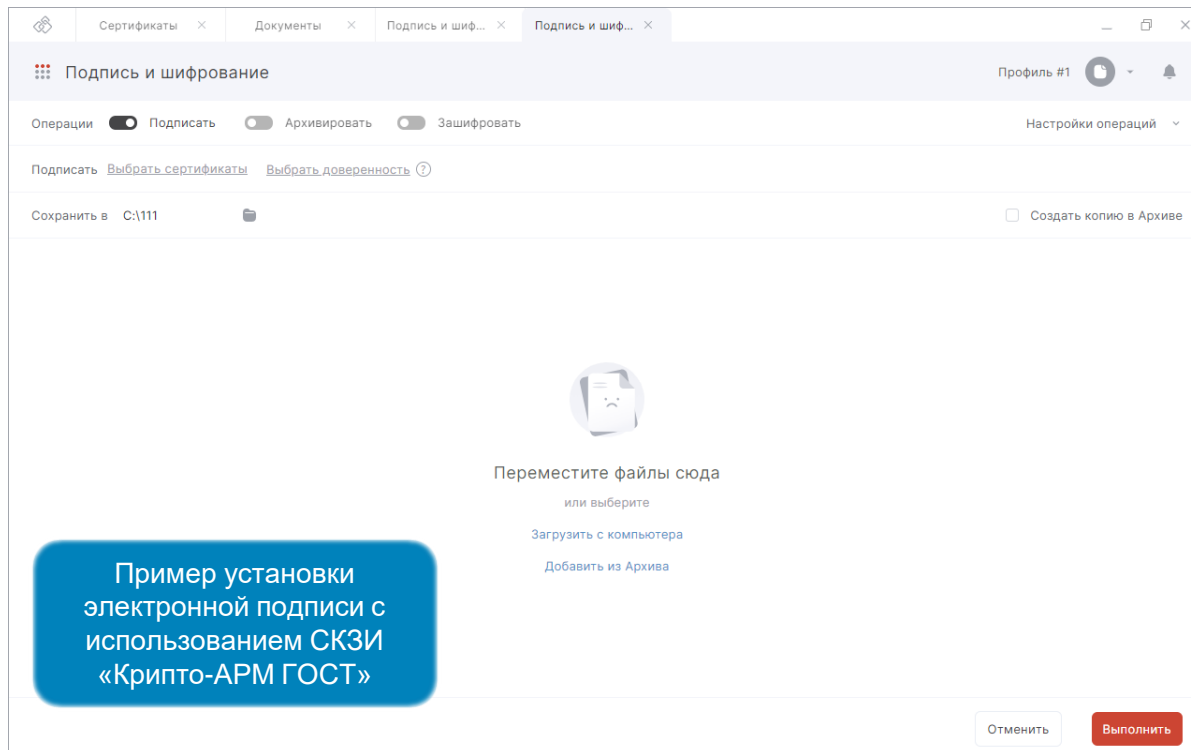 Сертификаты
Документы
Подпись и шиф...
Подпись и шиф...
Подпись и шифрование
Профиль #1
Операции Подписать Архивировать Зашифровать
Настройки операций
Подписать Выбрать сертификаты Выбрать доверенность ?
Сохранить в C:\111
Создать копию в Архиве
Переместите файлы сюда
или выберите
Загрузить с компьютера
Добавить из Архива
Пример установки
электронной подписи с
использованием СКЗИ
«Крипто-АРМ ГОСТ»
Отменить
Выполнить